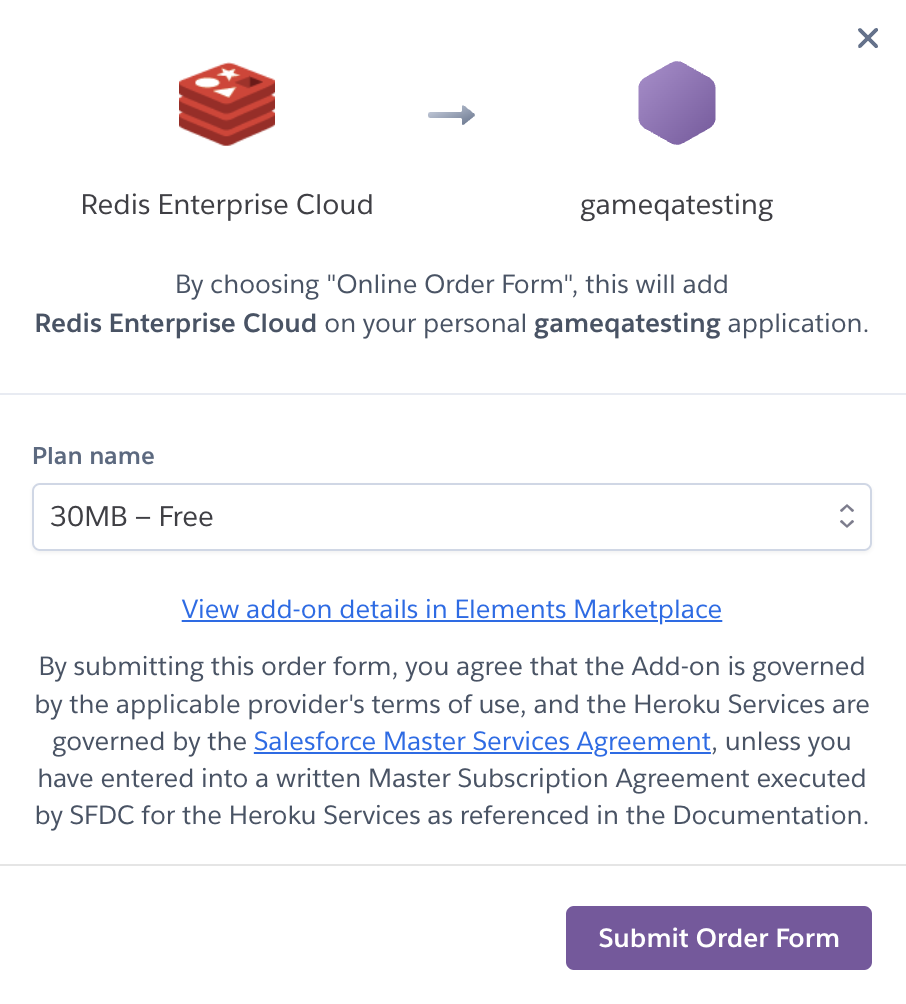 Redis Enterprise Cloud
gameqatesting
By choosing "Online Order Form", this will add
Redis Enterprise Cloud on your personal gameqatesting application.
Plan name
30MB – Free
View add-on details in Elements Marketplace
By submitting this order form, you agree that the Add-on is governed
by the applicable provider's terms of use, and the Heroku Services are
governed by the Salesforce Master Services Agreement, unless you
have entered into a written Master Subscription Agreement executed
by SFDC for the Heroku Services as referenced in the Documentation.
Submit Order Form